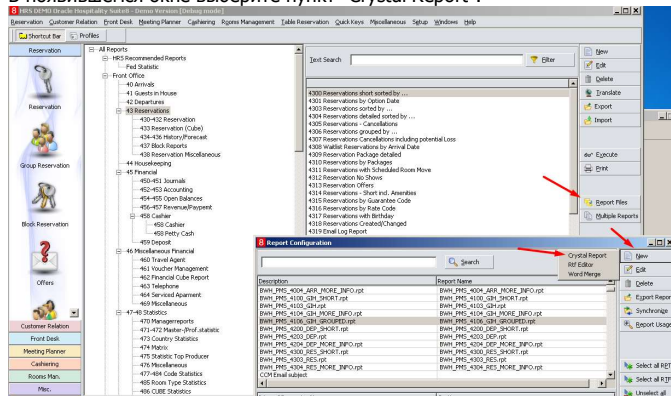 В появившемся окне выберите пункт "Crystal Report".
HRS DEMO Oracle Hospitality Suite8 - Demo Version [Debug mode]
Reservation Customer Relation Front Desk Meeting Planner Cashiering Rooms Management Table Reservation Quick Keys Miscellaneous Setup Windows Help
Shortcut Bar Profiles
Reservation
Reservation
Group Reservation
Block Reservation
Offers
Customer Relation
Front Desk
Meeting Planner
Cashiering
Rooms Man.
Misc.
All Reports
HRS Recommended Reports
Fed Statistic
Front Office
40 Arrivals
41 Guests in House
42 Departures
43 Reservations
430-432 Reservation
433 Reservation (Cube)
434-436 History/Forecast
437 Block Reports
438 Reservation Miscellaneous
44 Housekeeping
45 Financial
450-451 Journals
452-453 Accounting
454-455 Open Balances
456-457 Revenue/Paypemt
458 Cashier
458 Cashier
458 Petty Cash
459 Deposit
46 Miscellaneous Financial
460 Travel Agent
461 Voucher Management
462 Financial Cube Report
463 Telephone
464 Serviced Aparment
469 Miscellaneous
47-48 Statistics
470 Managerreports
471-472 Master-/Prof.statistic
473 Country Statistics
474 Matrix
475 Statistic Top Producer
476 Miscellaneous
477-484 Code Statistics
485 Room Type Statistics
486 CUBE Statistics
Text Search
Filter
4300 Reservations short sorted by ...
4301 Reservations by Option Date
4303 Reservations sorted by ...
4304 Reservations detailed sorted by ...
4305 Reservations - Cancellations
4306 Reservations grouped by ...
4307 Reservations Cancellations including potential Loss
4308 Waitlist Reservations by Arrival Date
4309 Reservation Package detailed
4310 Reservations by Packages
4311 Reservations with Scheduled Room Move
4312 Reservation No Shows
4313 Reservation Offers
4314 Reservations - Short incl. Amenities
4315 Reservations by Guarantee Code
4316 Reservations by Rate Code
4317 Reservations with Birthday
4318 Reservations Created/Changed
4319 Email Log Report
New
Edit
Delete
Translate
Export
Import
Execute
Print
Report Files
Multiple Reports
Report Configuration
Search
Crystal Report
Rtf Editor
Word Merge
Description Report Name
BWH_PMS_4004_ARR_MORE_INFO.rpt BWH_PMS_4004_ARR_MORE_INFO.rpt
BWH_PMS_4100_GIH_SHORT.rpt BWH_PMS_4100_GIH_SHORT.rpt
BWH_PMS_4103_GIH.rpt BWH_PMS_4103_GIH.rpt
BWH_PMS_4104_GIH_MORE_INFO.rpt BWH_PMS_4104_GIH_MORE_INFO.rpt
BWH_PMS_4106_GIH_GROUPED.rpt BWH_PMS_4106_GIH_GROUPED.rpt
BWH_PMS_4200_DEP_SHORT.rpt BWH_PMS_4200_DEP_SHORT.rpt
BWH_PMS_4203_DEP.rpt BWH_PMS_4203_DEP.rpt
BWH_PMS_4204_DEP_MORE_INFO.rpt BWH_PMS_4204_DEP_MORE_INFO.rpt
BWH_PMS_4300_RES_SHORT.rpt BWH_PMS_4300_RES_SHORT.rpt
BWH_PMS_4303_RES.rpt BWH_PMS_4303_RES.rpt
BWH_PMS_4304_RES_MORE_INFO.rpt BWH_PMS_4304_RES_MORE_INFO.rpt
CCM Email subject
New
Edit
Delete
Export Repor
Synchronize
Report Usage
Select all RPT
Select all RTF
Unselect all